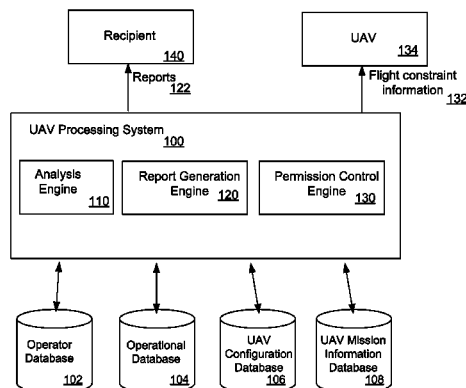 Recipient
140
UAV
134
Reports
122
Flight constraint
information
132
UAV Processing System
100
Analysis
Engine
110
Report Generation
Engine
120
Permission Control
Engine
130
Operator
Database
102
Operational
Database
104
UAV
Configuration
Database
106
UAV Mission
Information
Database
108